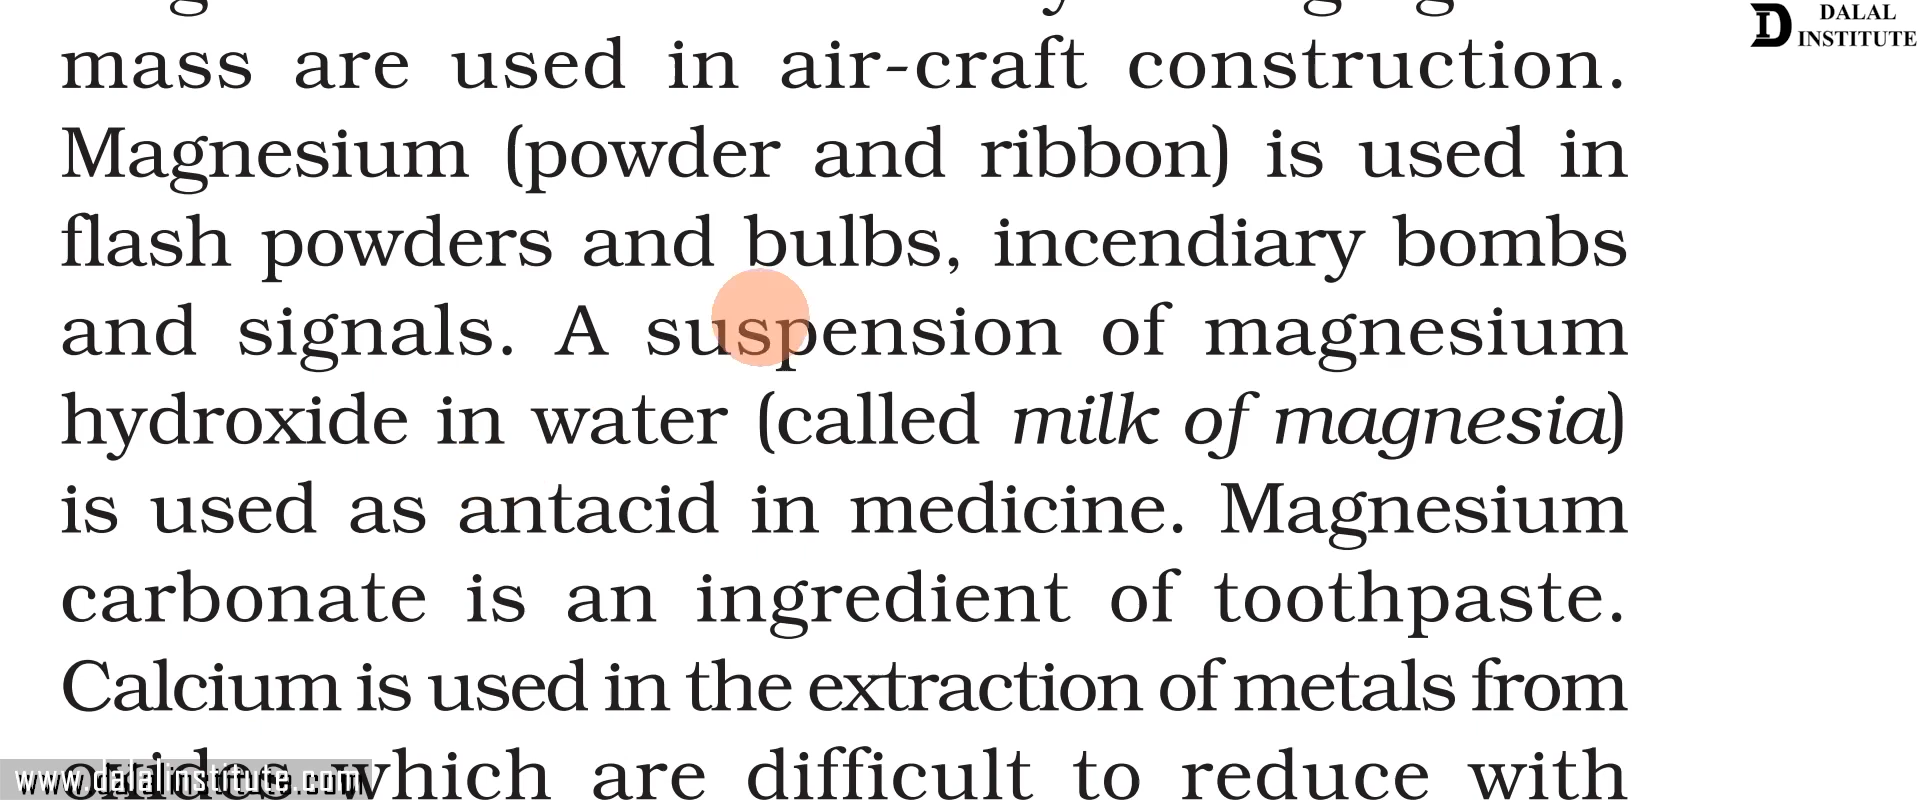 DALAL
INSTITUTE
mass are used in air-craft construction.
Magnesium (powder and ribbon) is used in
flash powders and bulbs, incendiary bombs
and signals. A suspension of magnesium
hydroxide in water (called milk of magnesia)
is used as antacid in medicine. Magnesium
carbonate is an ingredient of toothpaste.
Calcium is used in the extraction of metals from
oxides which are difficult to reduce with
www.dalalinstitute.com